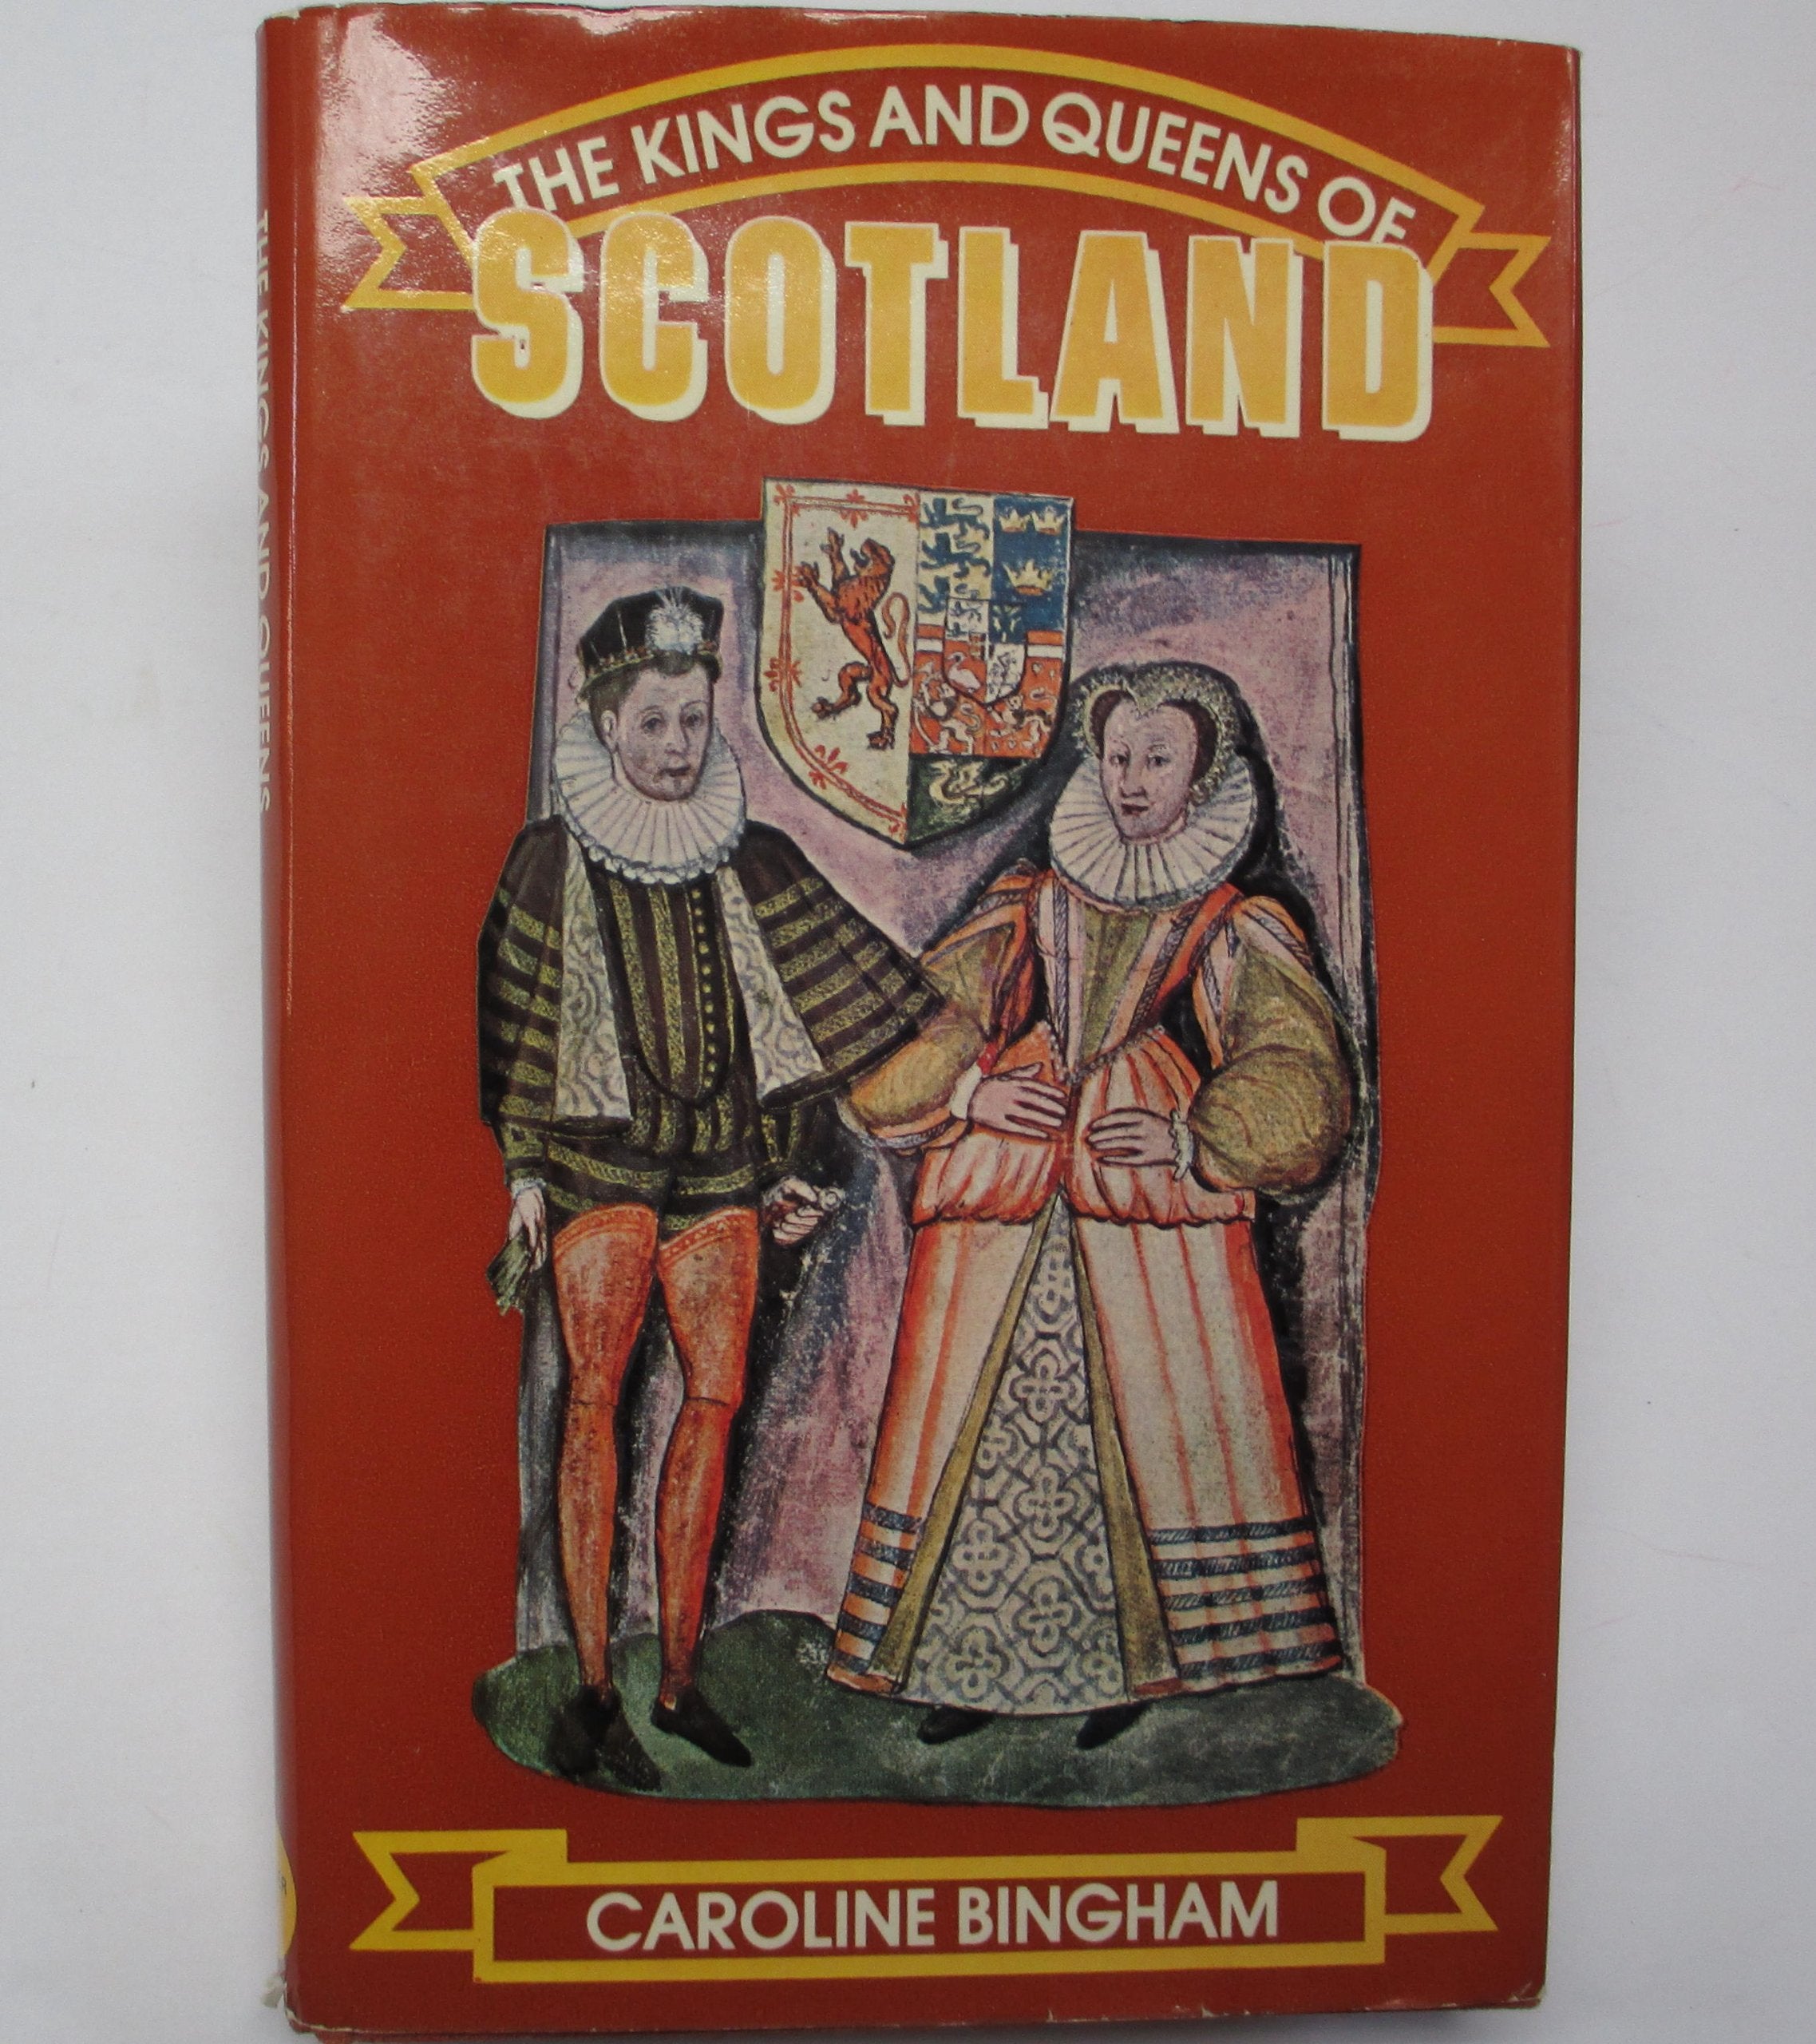 THE KINGS AND QUEENS OF
SCOTLAND
CAROLINE BINGHAM
THE KINGS AND QUEENS